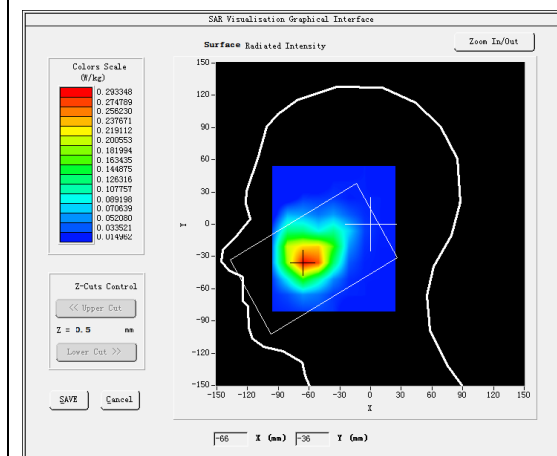 SAR Visualisation Graphical Interface
Surface Radiated Intensity
Zoom In/Out
Colors Scale
(W/kg)
0.293348
0.274789
0.256230
0.237671
0.219112
0.200553
0.181994
0.163435
0.144875
0.126316
0.107757
0.089198
0.070639
0.052080
0.033521
0.014962
Z-Cuts Control
<< Upper Cut
Z = 0.5 mm
Lower Cut >>
SAVE
Cancel
150
120
90
60
30
0
-30
-60
-90
-120
-150
Y
-150 -120 -90 -60 -30 0 30 60 90 120 150
X
-66 X (mm) -36 Y (mm)